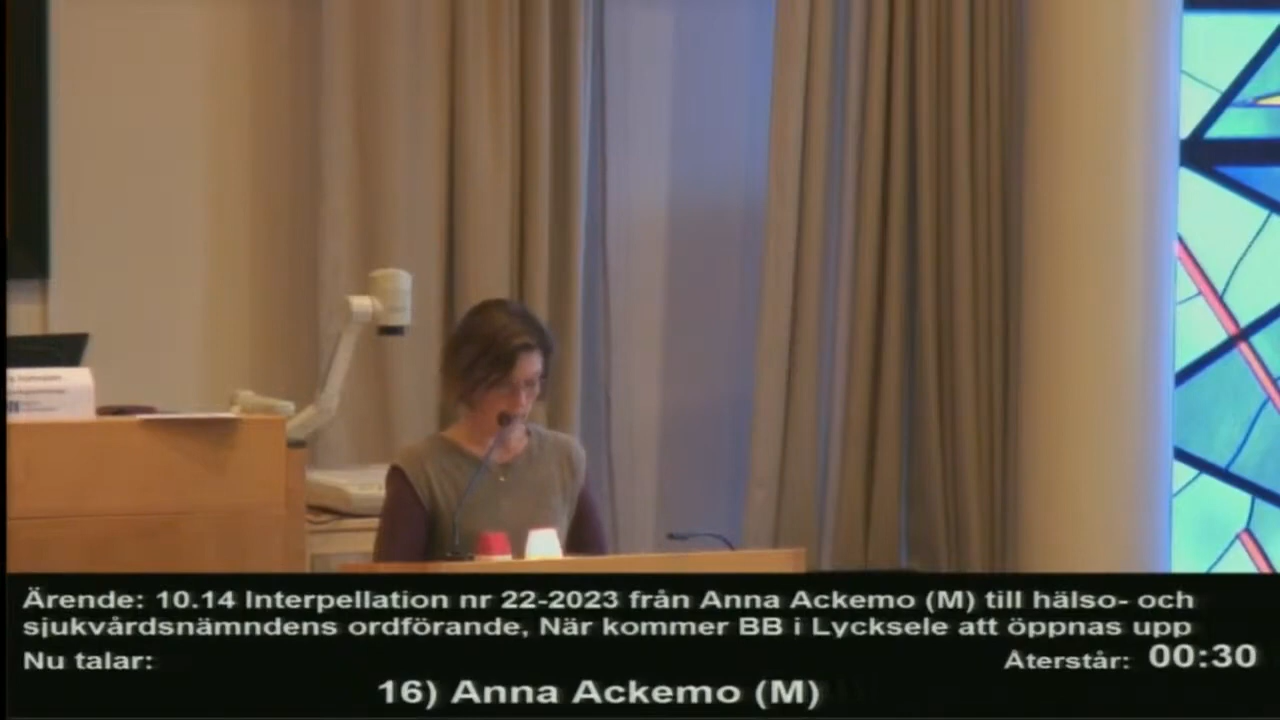 Ärende: 10.14 Interpellation nr 22-2023 från Anna Ackemo (M) till hälso- och
sjukvårdsnämndens ordförande, När kommer BB i Lycksele att öppnas upp
Nu talar:
Återstår: 00:30
16) Anna Ackemo (M)